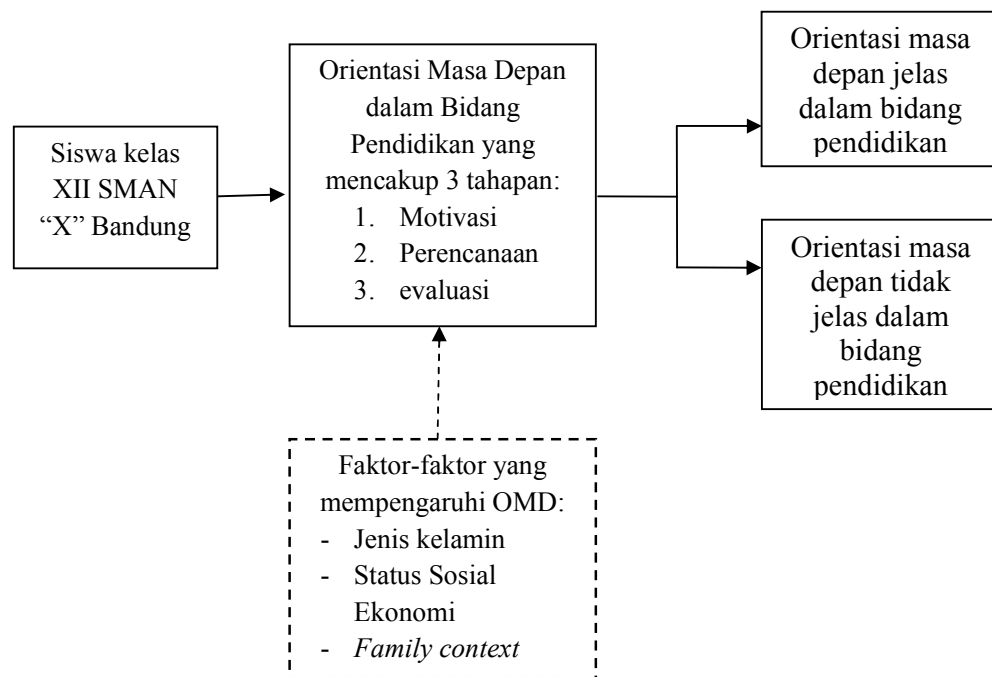 Siswa kelas
XII SMAN
“X” Bandung
Orientasi Masa Depan
dalam Bidang
Pendidikan yang
mencakup 3 tahapan:
1. Motivasi
2. Perencanaan
3. evaluasi
Orientasi masa
depan jelas
dalam bidang
pendidikan
Orientasi masa
depan tidak
jelas dalam
bidang
pendidikan
Faktor-faktor yang
mempengaruhi OMD:
- Jenis kelamin
- Status Sosial
Ekonomi
- Family context